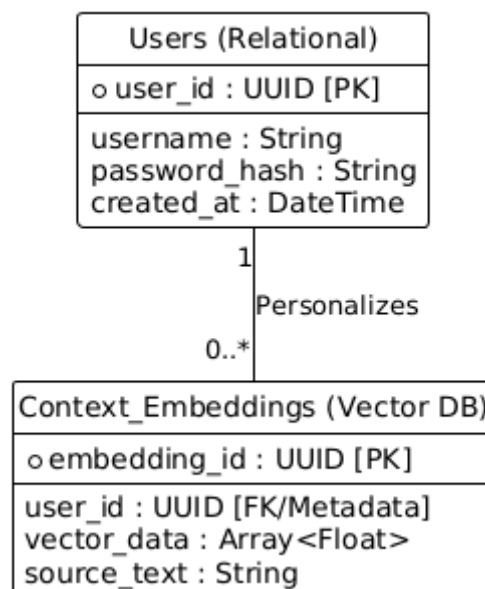 Users (Relational)
user_id : UUID [PK]
username : String
password_hash : String
created_at : DateTime
1
Personalizes
0..*
Context_Embeddings (Vector DB)
embedding_id : UUID [PK]
user_id : UUID [FK/Metadata]
vector_data : Array<Float>
source_text : String